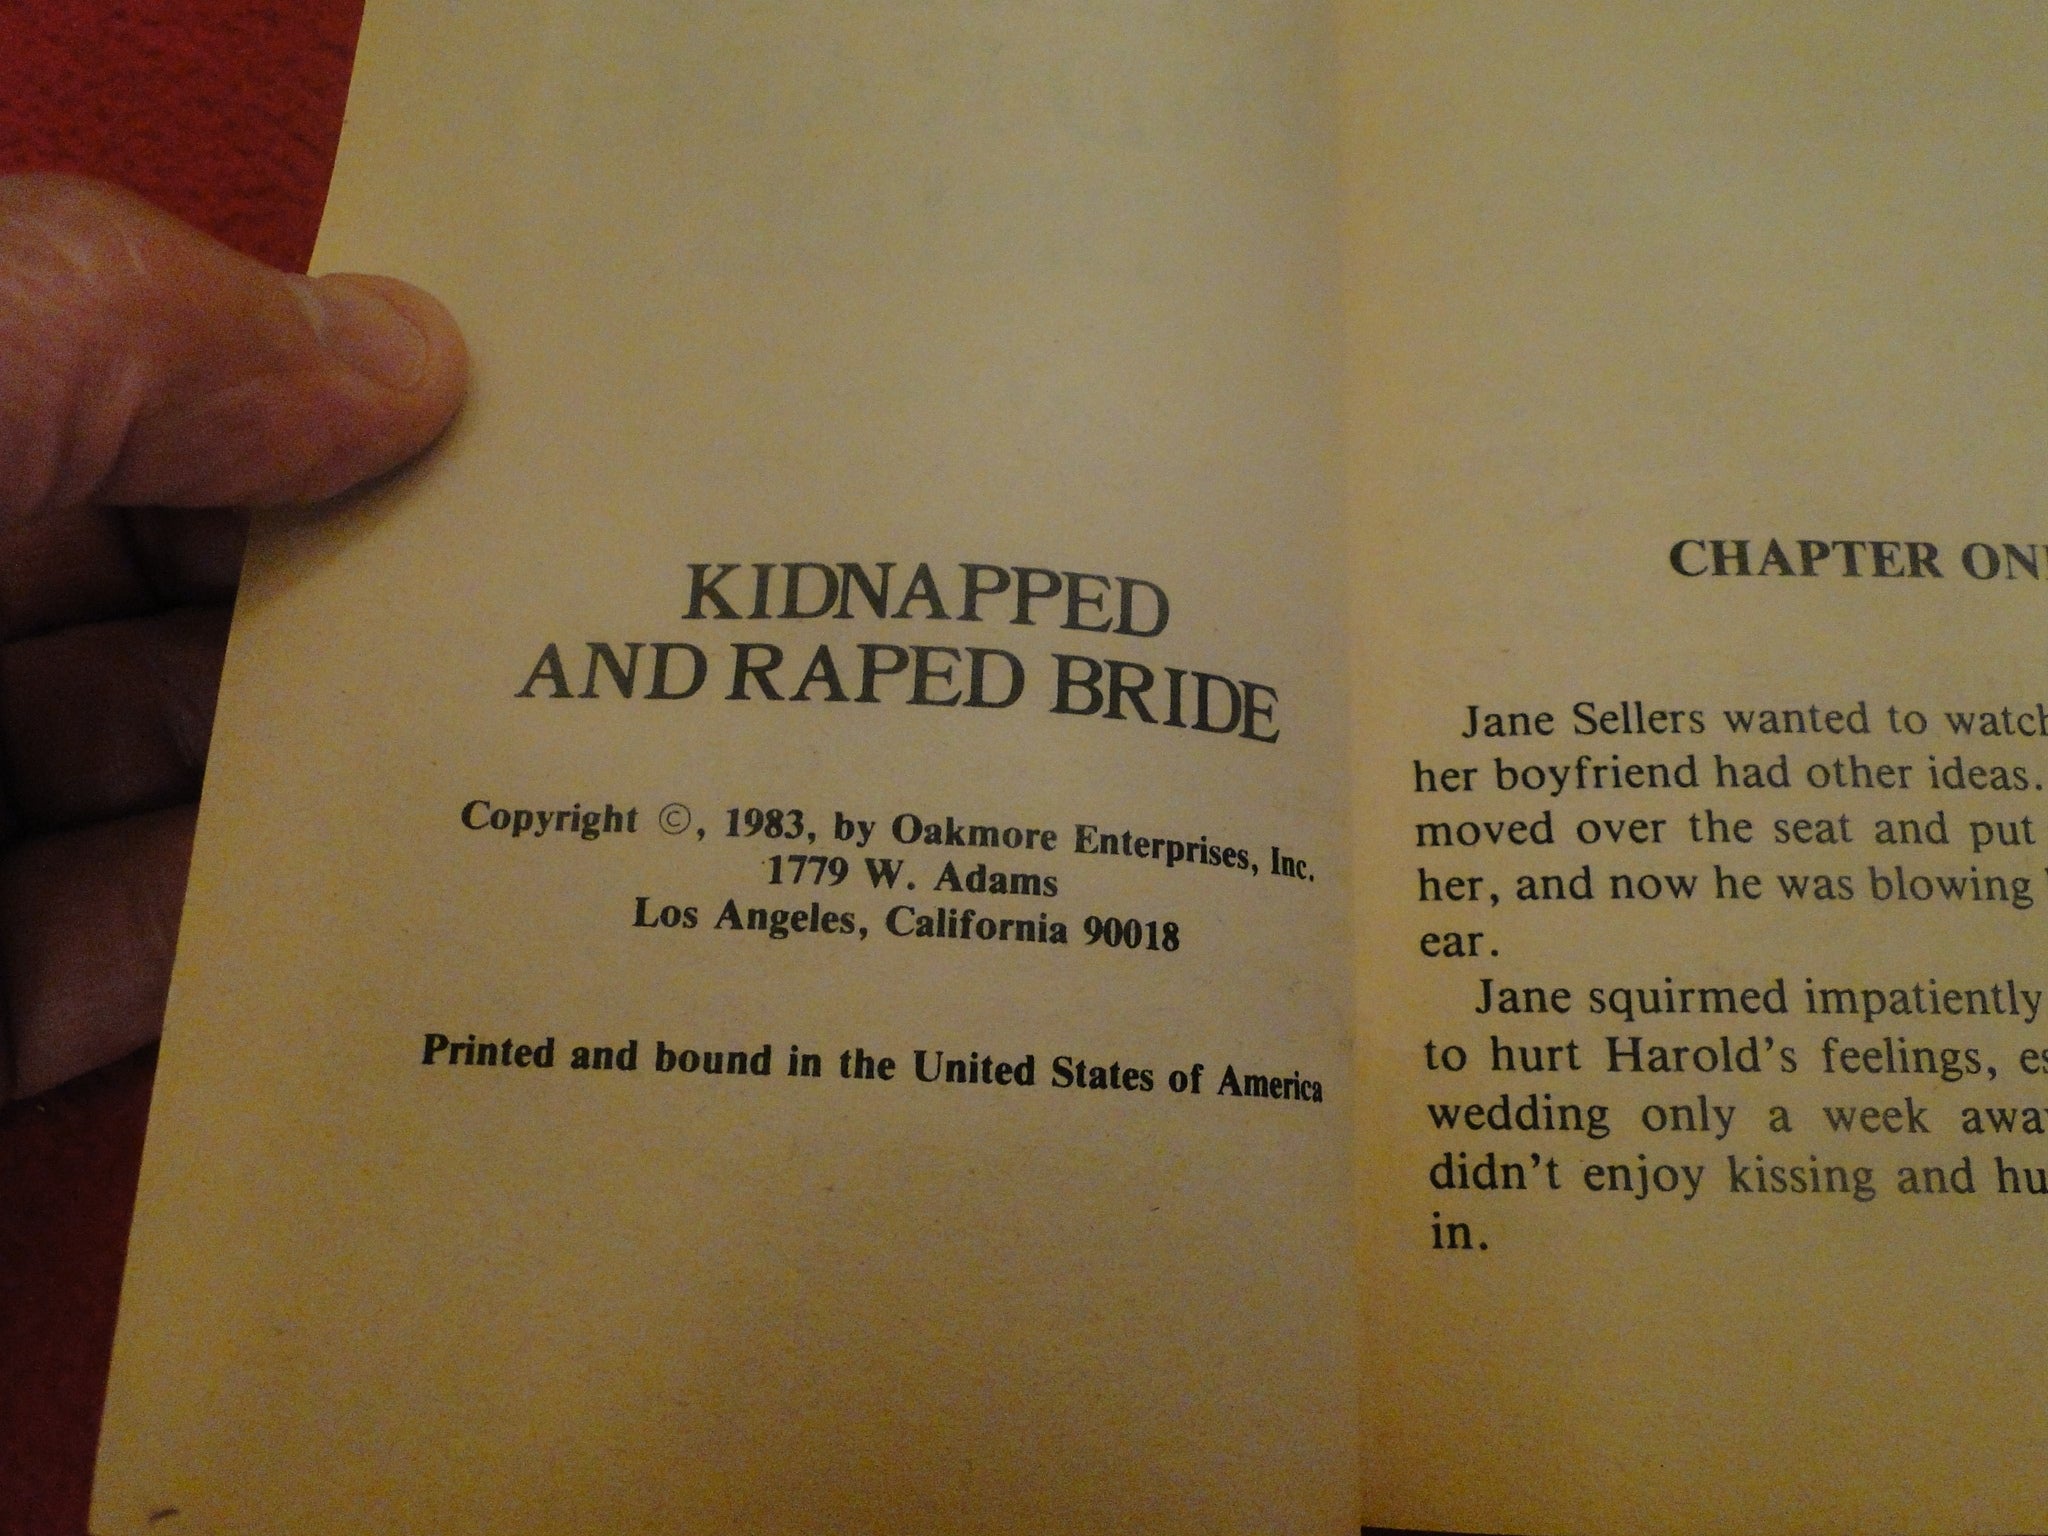 KIDNAPPED
AND RAPED BRIDE
Copyright ©, 1983, by Oakmore Enterprises, Inc.
1779 W. Adams
Los Angeles, California 90018
Printed and bound in the United States of America
CHAPTER
Jane Sellers wanted to
her boyfriend had other ideas.
moved over the seat and put
her, and now he was blowing
ear.
Jane squirmed impatiently
to hurt Harold's feelings,
wedding only a week
didn't enjoy kissing and
in.